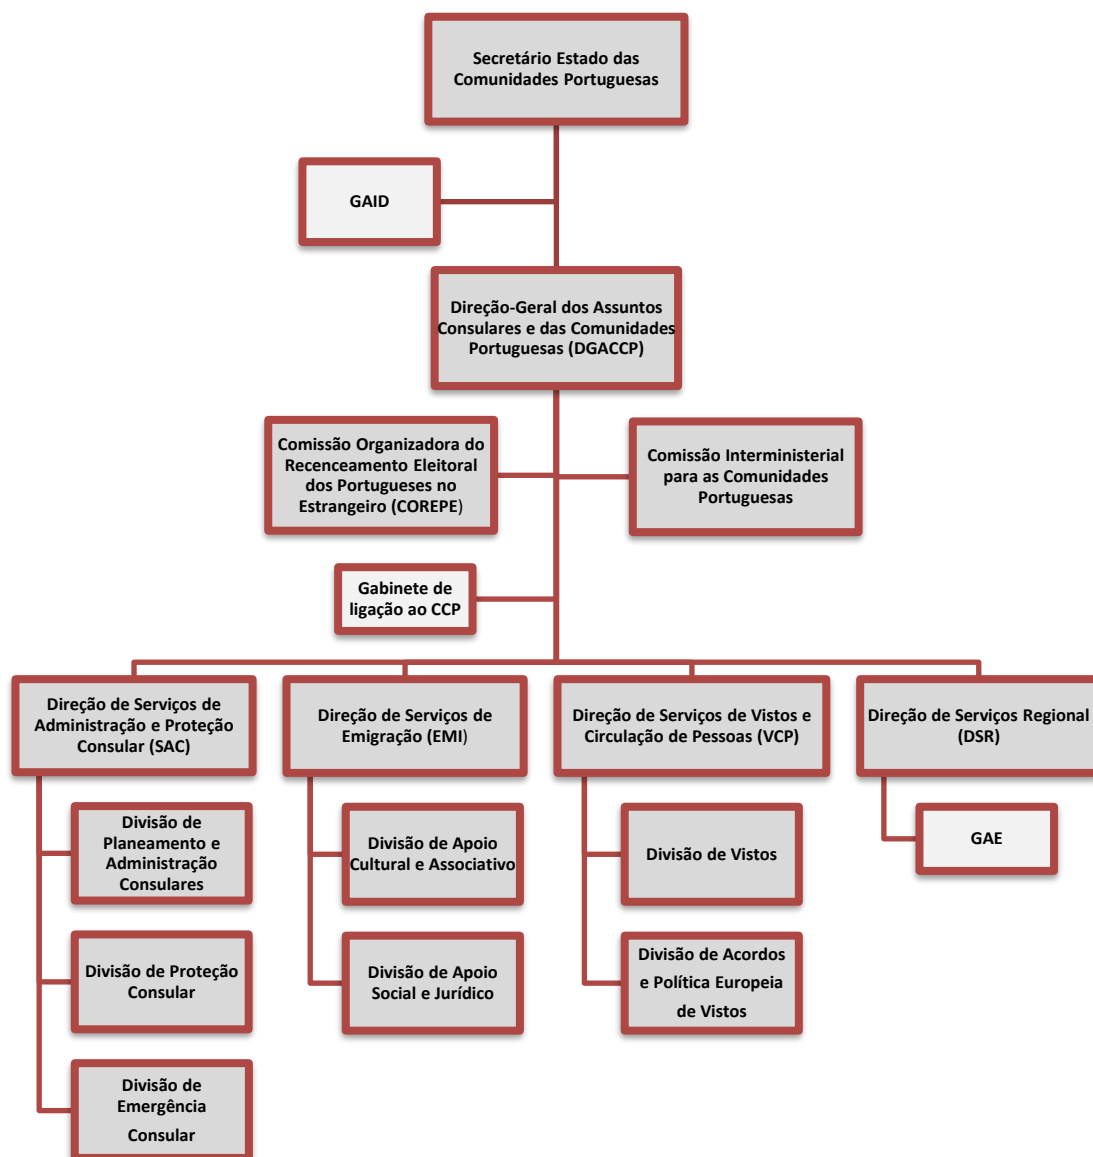 Secretário Estado das
Comunidades Portuguesas
GAID
Direção-Geral dos Assuntos
Consulares e das Comunidades
Portuguesas (DGACCP)
Comissão Organizadora do
Recenceamento Eleitoral
dos Portugueses no
Estrangeiro (COREPE)
Comissão Interministerial
para as Comunidades
Portuguesas
Gabinete de
ligação ao CCP
Direção de Serviços de
Administração e Proteção
Consular (SAC)
Direção de Serviços de
Emigração (EMI)
Direção de Serviços de Vistos e
Circulação de Pessoas (VCP)
Direção de Serviços Regional
(DSR)
Divisão de
Planeamento e
Administração
Consulares
Divisão de Apoio
Cultural e Associativo
Divisão de Vistos
GAE
Divisão de Proteção
Consular
Divisão de Apoio
Social e Jurídico
Divisão de Acordos
e Política Europeia
de Vistos
Divisão de
Emergência
Consular